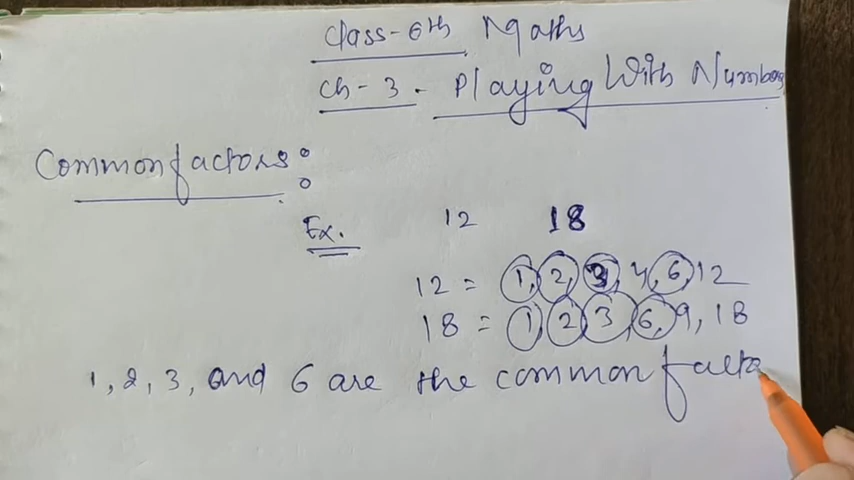 Class-6th Maths
Ch-3. Playing With Numbers
Common factors:
Ex. 12 18
12 = 1, 2, 3, 4, 6, 12
18 = 1, 2, 3, 6, 9, 18
1, 2, 3, and 6 are the common facto